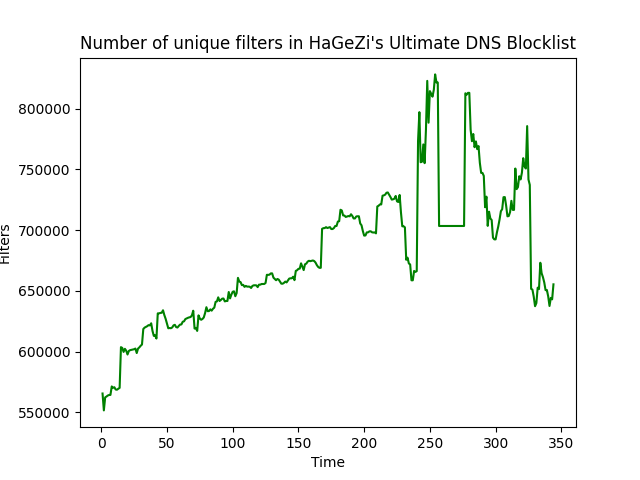 Number of unique filters in HaGeZi's Ultimate DNS Blocklist
800000
750000
700000
650000
600000
550000
Filters
0 50 100 150 200 250 300 350
Time